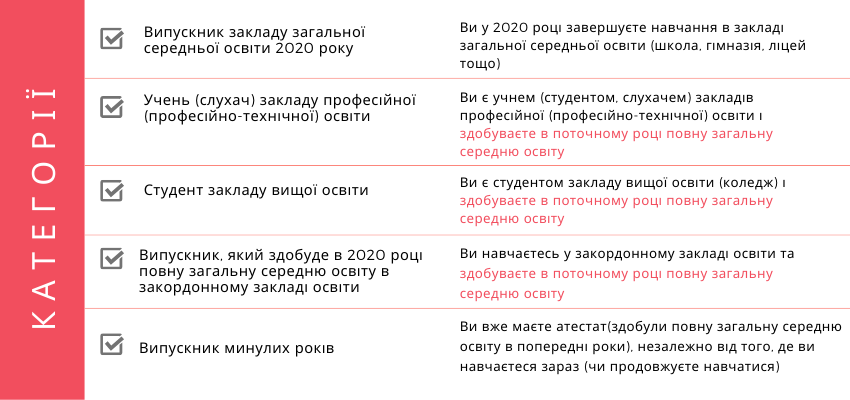 КАТЕГОРІЇ
Випускник закладу загальної
середньої освіти 2020 року
Ви у 2020 році завершуєте навчання в закладі
загальної середньої освіти (школа, гімназія, ліцей
тощо)
Учень (слухач) закладу професійної
(професійно-технічної) освіти
Ви є учнем (студентом, слухачем) закладів
професійної (професійно-технічної) освіти і
здобуваєте в поточному році повну загальну
середню освіту
Студент закладу вищої освіти
Ви є студентом закладу вищої освіти (коледж) і
здобуваєте в поточному році повну загальну
середню освіту
Випускник, який здобуде в 2020 році
повну загальну середню освіту в
закордонному закладі освіти
Ви навчаєтесь у закордонному закладі освіти та
здобуваєте в поточному році повну загальну
середню освіту
Випускник минулих років
Ви вже маєте атестат(здобули повну загальну середню
освіту в попередні роки), незалежно від того, де ви
навчаєтеся зараз (чи продовжуєте навчатися)